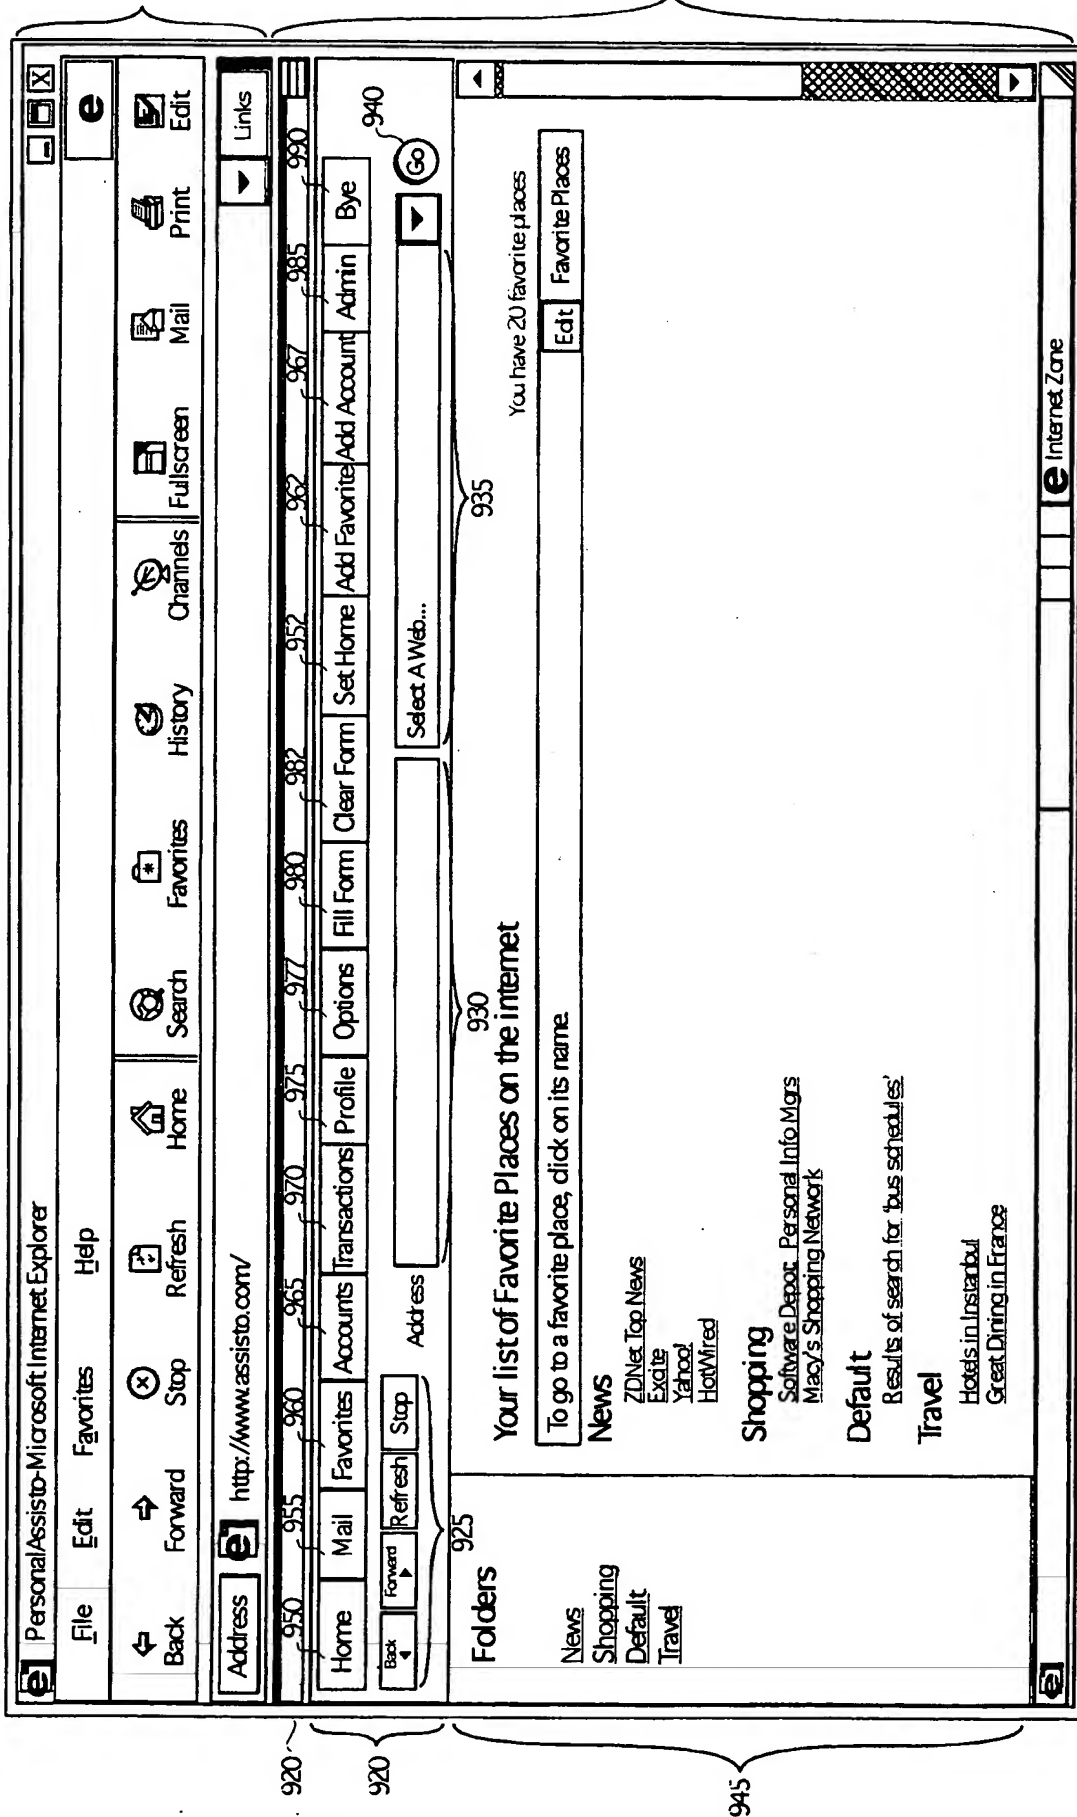 PersonalAssisto-Microsoft Internet Explorer
File Edit Favorites Help
Back Forward Stop Refresh Home Search Favorites History Channels Fullscreen Mail Print Edit
Address http://www.assisto.com/ Links
920 950 955 960 965 970 975 977 980 982 952 962 967 985 990
Home Mail Favorites Accounts Transactions Profile Options Fill Form Clear Form Set Home Add Favorite Add Account Admin Bye
920
Back Forward Refresh Stop Address Select A Web... Go 940
925 930 935
Folders
News
Shopping
Default
Travel
Your list of Favorite Places on the internet You have 20 favorite places
To go to a favorite place, click on its name. Edit Favorite Places
News
ZDNet Top News
Excite
Yahoo!
HotWired
Shopping
Software Depot: Personal Info Mgrs
Macy's Shopping Network
Default
Results of search for 'bus schedules'
Travel
Hotels in Instanbul
Great Dining in France
945
Internet Zone